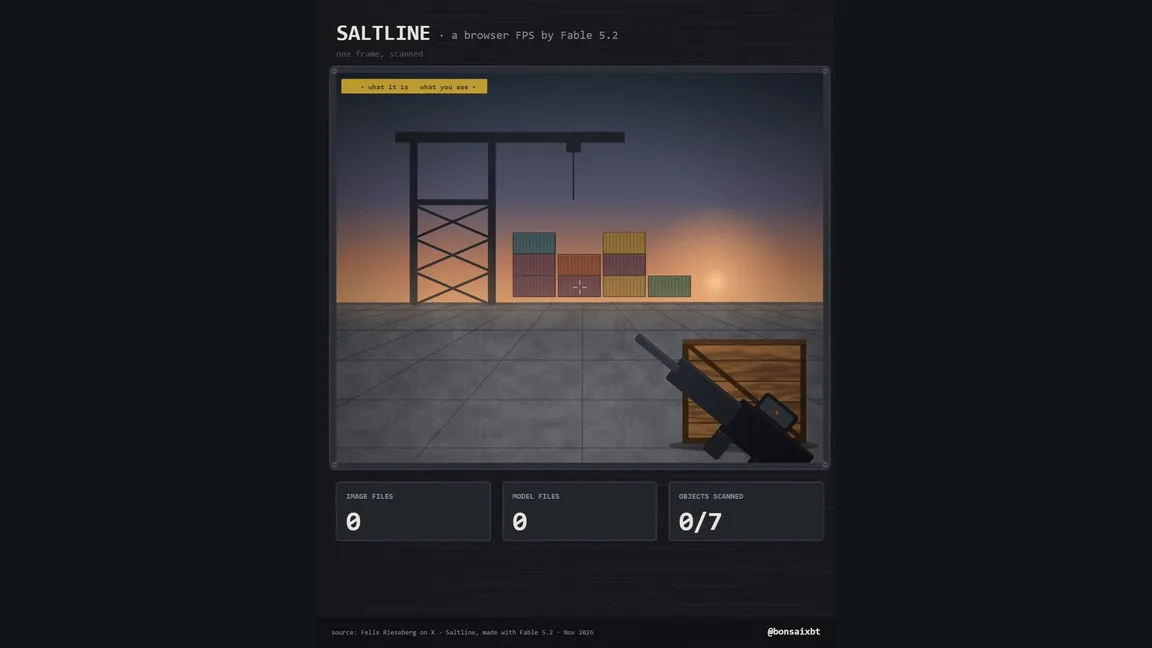 SALTLINE · a browser FPS by Fable 5.2
one frame, scanned
· what it is what you see ·
IMAGE FILES
0
MODEL FILES
0
OBJECTS SCANNED
0/7
source: Felix Rieseberg on X · Saltline, made with Fable 5.2 · Nov 2026
@bonsaixbt